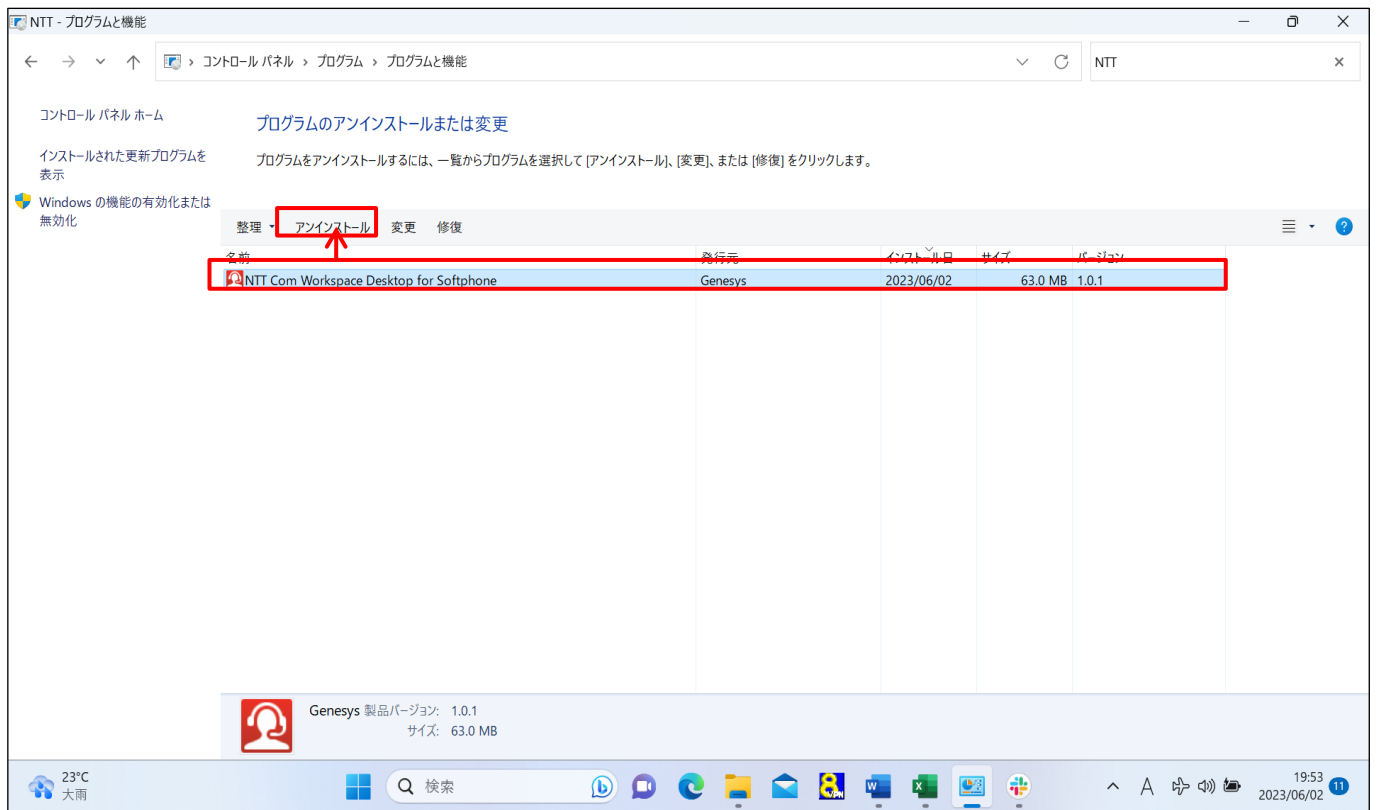 NTT - プログラムと機能
コントロール パネル › プログラム › プログラムと機能
NTT
コントロール パネル ホーム
インストールされた更新プログラムを
表示
Windows の機能の有効化または
無効化
プログラムのアンインストールまたは変更
プログラムをアンインストールするには、一覧からプログラムを選択して [アンインストール]、[変更]、または [修復] をクリックします。
整理 アンインストール 変更 修復
名前 発行元 インストール日 サイズ バージョン
NTT Com Workspace Desktop for Softphone Genesys 2023/06/02 63.0 MB 1.0.1
Genesys 製品バージョン: 1.0.1
サイズ: 63.0 MB
23°C
大雨
検索
A
19:53
2023/06/02
11